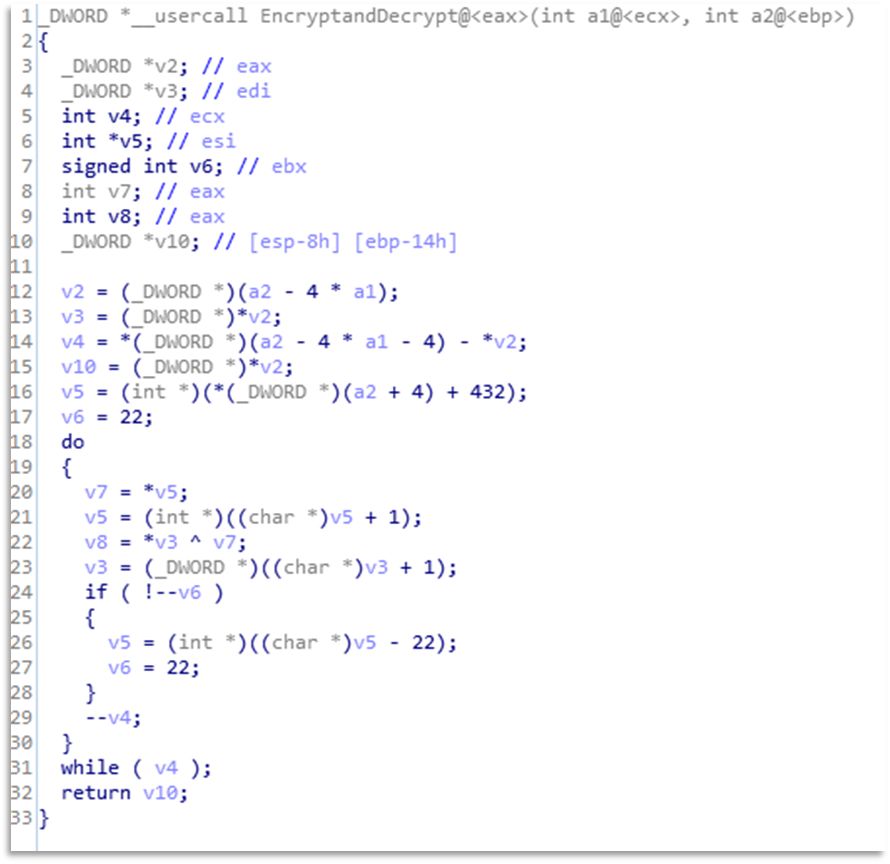 1 _DWORD *__usercall EncryptandDecrypt@<eax>(int a1@<ecx>, int a2@<ebp>)
2 {
3   _DWORD *v2; // eax
4   _DWORD *v3; // edi
5   int v4; // ecx
6   int *v5; // esi
7   signed int v6; // ebx
8   int v7; // eax
9   int v8; // eax
10   _DWORD *v10; // [esp-8h] [ebp-14h]
11
12   v2 = (_DWORD *)(a2 - 4 * a1);
13   v3 = (_DWORD *)*v2;
14   v4 = *(_DWORD *)(a2 - 4 * a1 - 4) - *v2;
15   v10 = (_DWORD *)*v2;
16   v5 = (int *)(*(_DWORD *)(a2 + 4) + 432);
17   v6 = 22;
18   do
19   {
20     v7 = *v5;
21     v5 = (int *)((char *)v5 + 1);
22     v8 = *v3 ^ v7;
23     v3 = (_DWORD *)((char *)v3 + 1);
24     if ( !--v6 )
25     {
26       v5 = (int *)((char *)v5 - 22);
27       v6 = 22;
28     }
29     --v4;
30   }
31   while ( v4 );
32   return v10;
33 }